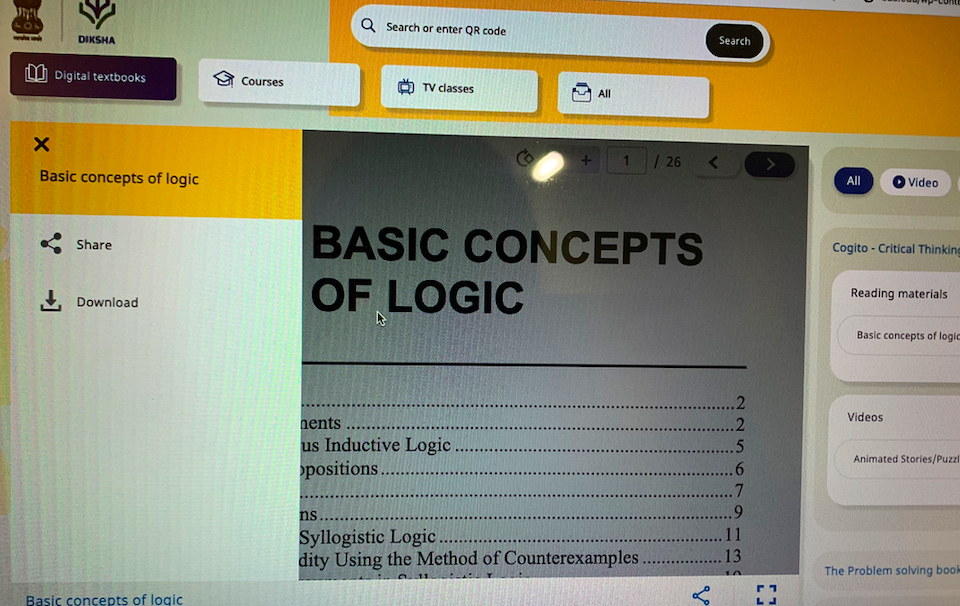 DIKSHA
Search or enter QR code
Search
Digital textbooks
Courses
TV classes
All
Basic concepts of logic
Share
Download
1 / 26
BASIC CONCEPTS
OF LOGIC
...2
ments ...2
us Inductive Logic ...5
opositions ...6
...7
ns ...9
Syllogistic Logic ...11
dity Using the Method of Counterexamples ...13
All
Video
Cogito - Critical Thinking
Reading materials
Basic concepts of logic
Videos
Animated Stories/Puzzl
The Problem solving book
Basic concepts of logic